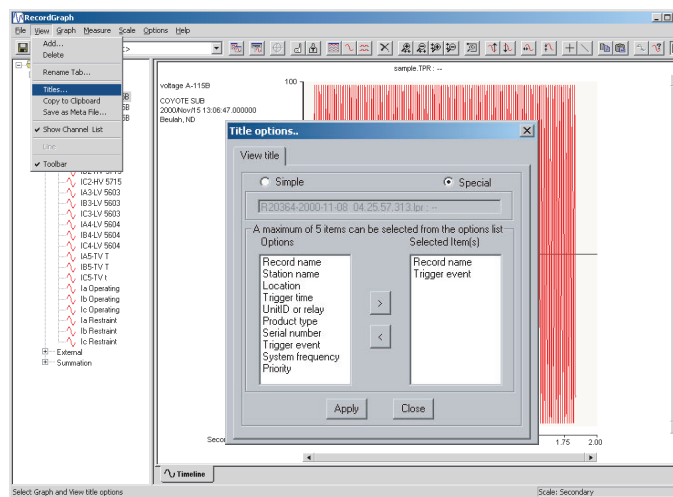 RecordGraph
File View Graph Measure Scale Options Help
Add...
Delete
Rename Tab...
Titles...
Copy to Clipboard
Save as Meta File...
Show Channel List
Line
Toolbar
IC2-HV 5715
IA3-LV 5603
IB3-LV 5603
IC3-LV 5603
IA4-LV 5604
IB4-LV 5604
IC4-LV 5604
IA5-TV T
IB5-TV T
IC5-TV t
Ia Operating
Ib Operating
Ic Operating
Ia Restraint
Ib Restraint
Ic Restraint
External
Summation
sample.TPR : --
voltage A-115B
100
COYOTE SUB
2000/Nov/15 13:06:47.000000
Beulah, ND
Title options..
View title
Simple
Special
R20364-2000-11-08 04.25.57.313.lpr : --
A maximum of 5 items can be selected from the options list
Options
Selected Item(s)
Record name
Station name
Location
Trigger time
UnitID or relay
Product type
Serial number
Trigger event
System frequency
Priority
>
<
Record name
Trigger event
Apply
Close
1.75
2.00
Timeline
Select Graph and View title options
Scale: Secondary